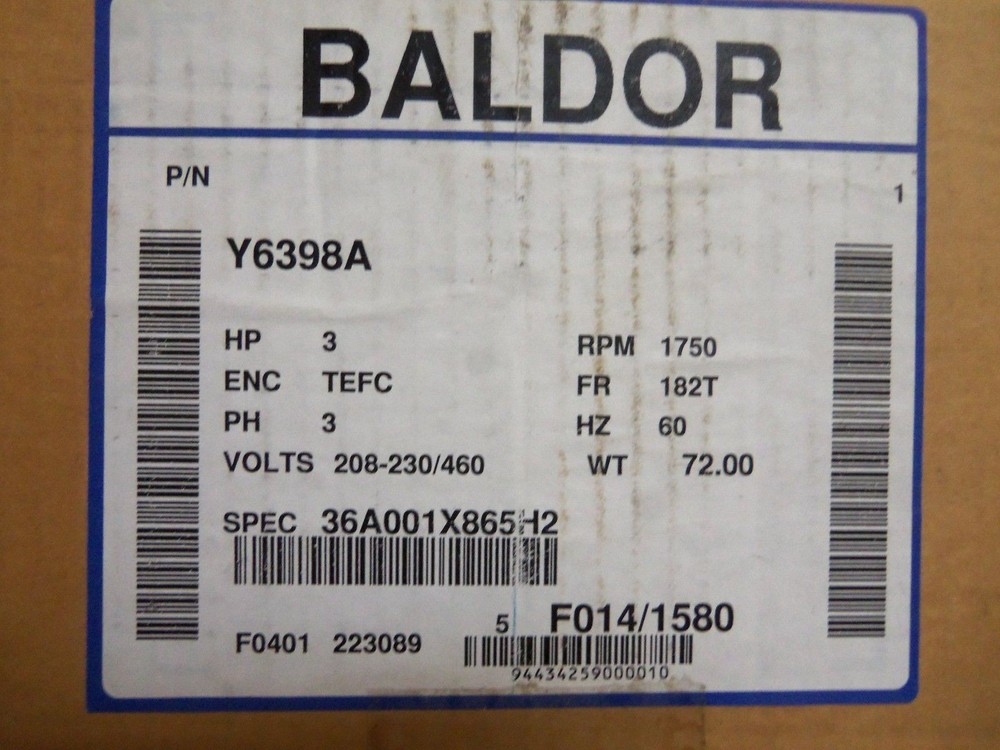 BALDOR
P/N
1
Y6398A
HP 3 RPM 1750
ENC TEFC FR 182T
PH 3 HZ 60
VOLTS 208-230/460 WT 72.00
SPEC 36A001X865H2
5 F014/1580
F0401 223089
94434259000010